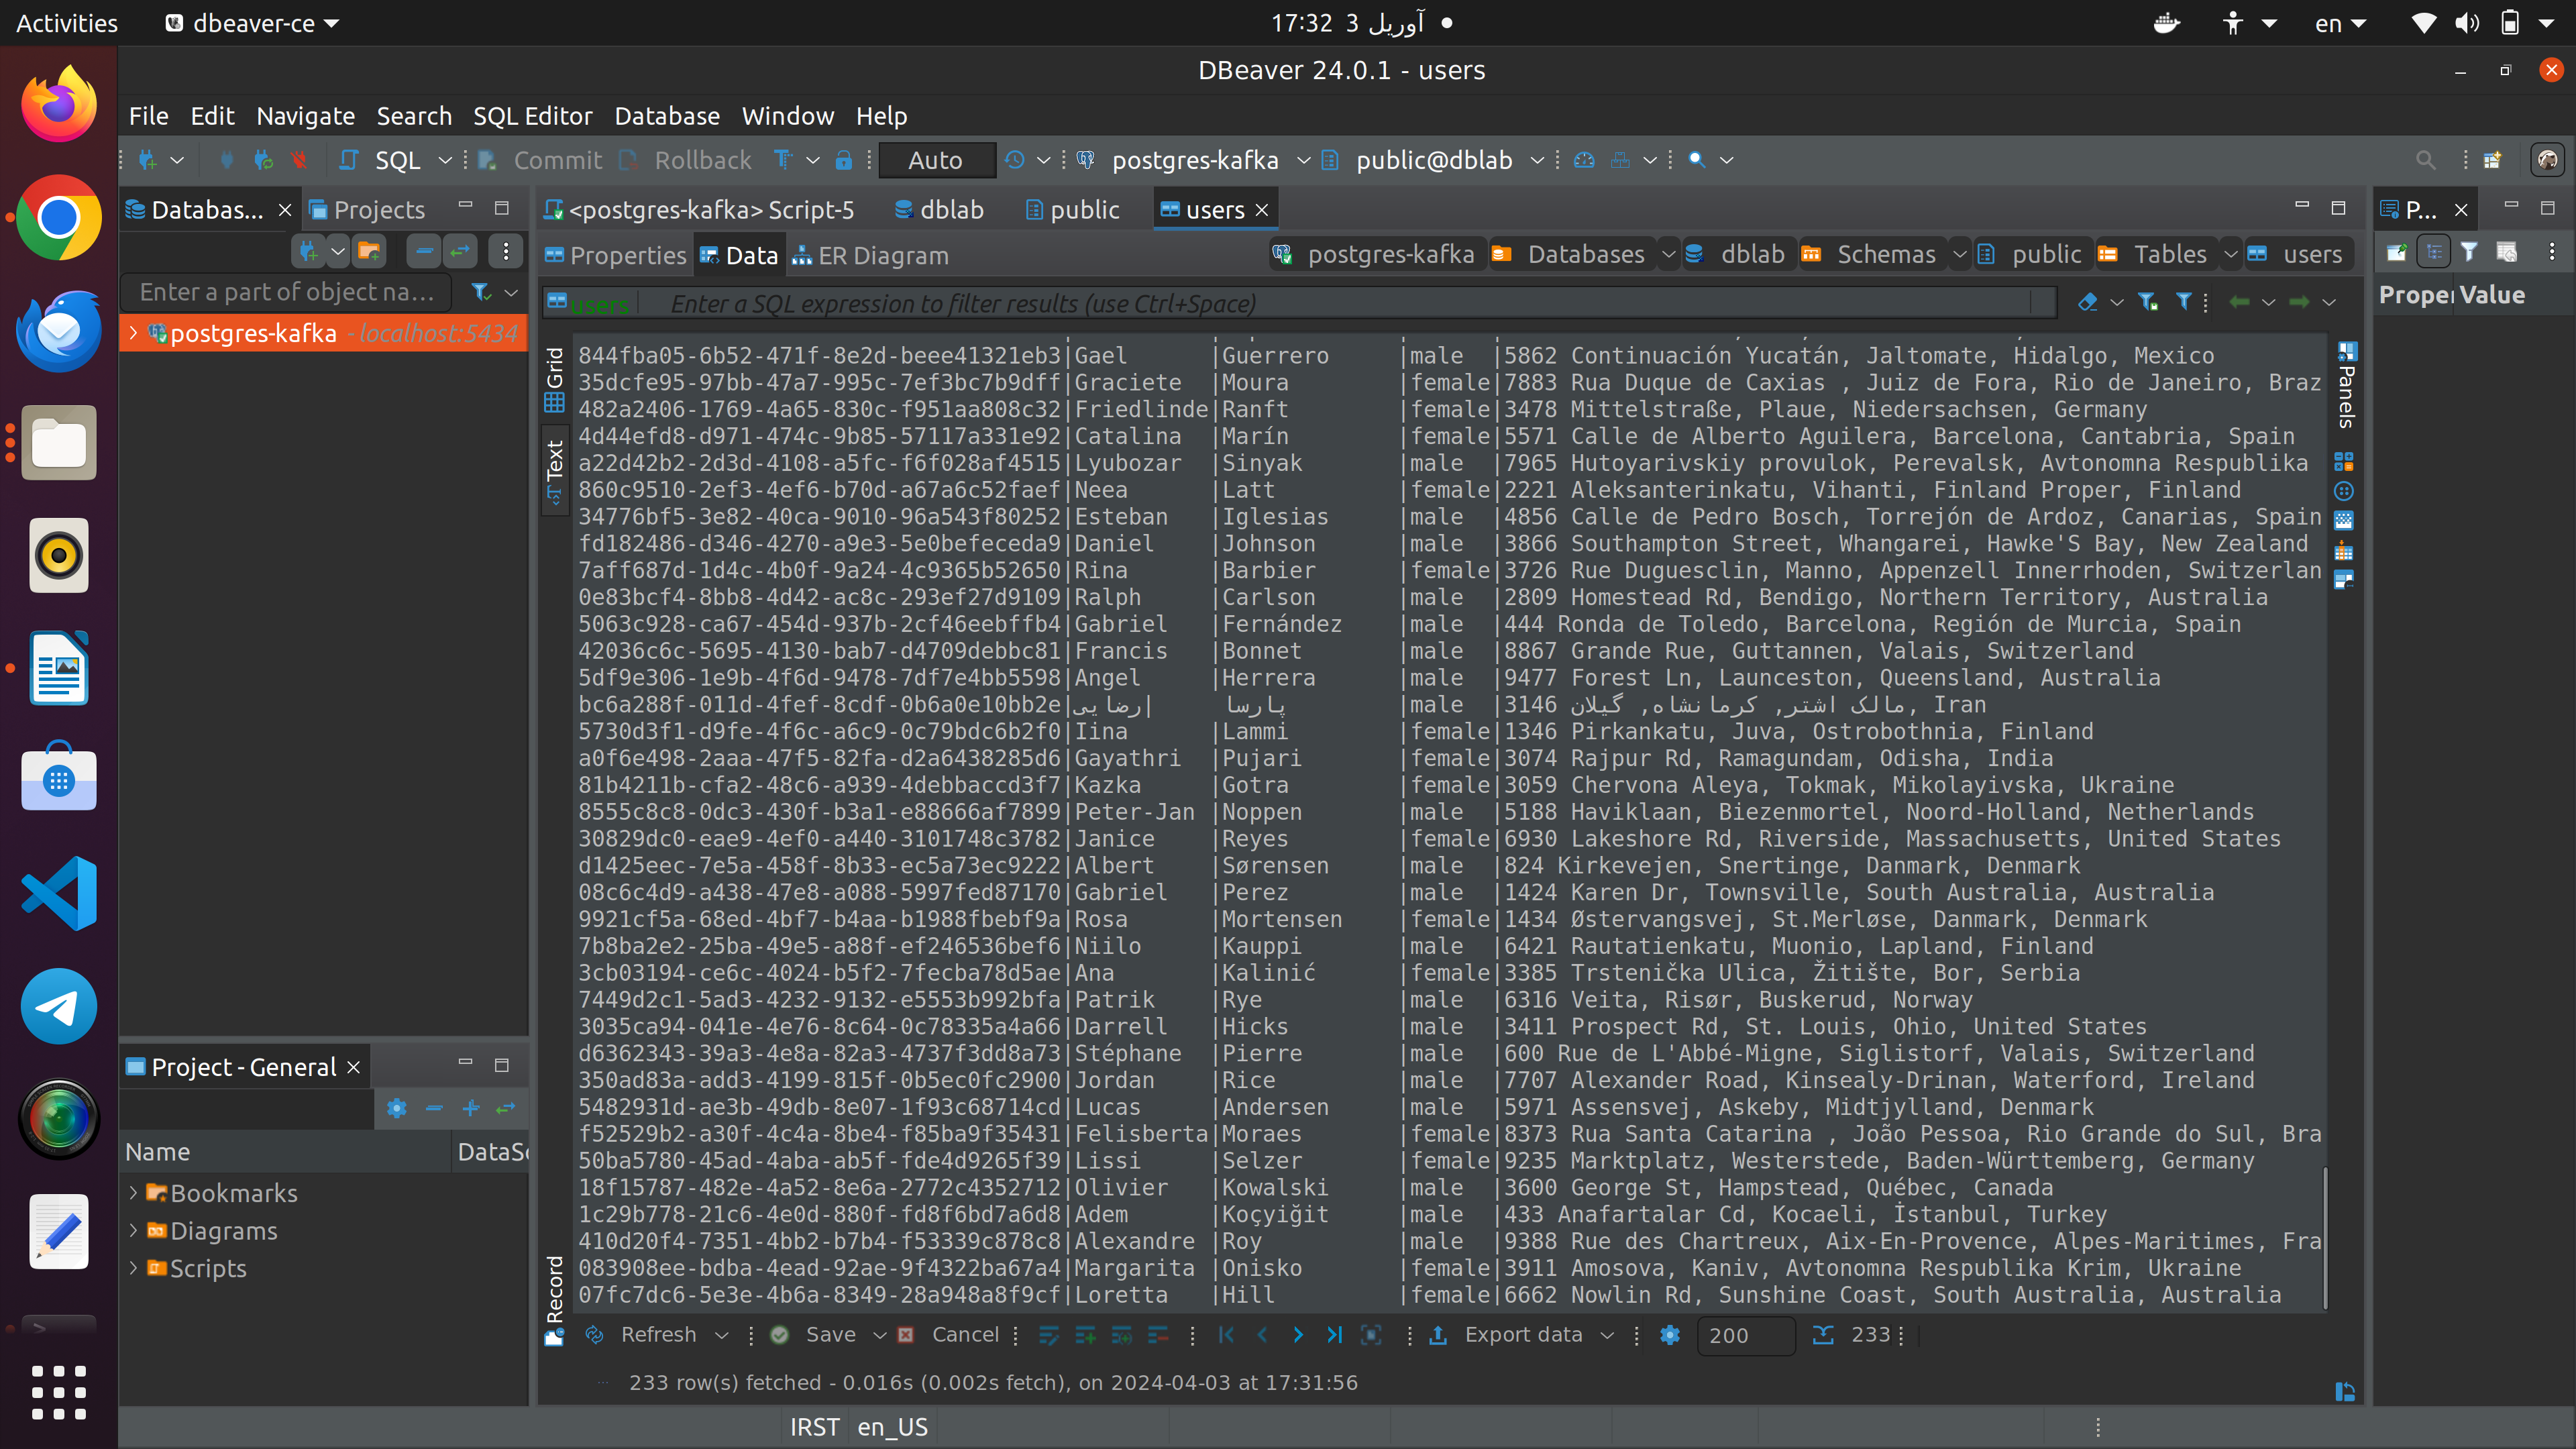 Activities dbeaver-ce 17:32 3 آوریل en
DBeaver 24.0.1 - users
File Edit Navigate Search SQL Editor Database Window Help
SQL Commit Rollback Auto postgres-kafka public@dblab
Databas... Projects <postgres-kafka> Script-5 dblab public users P...
Properties Data ER Diagram postgres-kafka Databases dblab Schemas public Tables users
Enter a part of object na... users Enter a SQL expression to filter results (use Ctrl+Space) Proper Value
postgres-kafka - localhost:5434
Grid
Text
Record
Panels
844fba05-6b52-471f-8e2d-beee41321eb3|Gael |Guerrero |male |5862 Continuación Yucatán, Jaltomate, Hidalgo, Mexico
35dcfe95-97bb-47a7-995c-7ef3bc7b9dff|Graciete |Moura |female|7883 Rua Duque de Caxias , Juiz de Fora, Rio de Janeiro, Braz
482a2406-1769-4a65-830c-f951aa808c32|Friedlinde|Ranft |female|3478 Mittelstraße, Plaue, Niedersachsen, Germany
4d44efd8-d971-474c-9b85-57117a331e92|Catalina |Marín |female|5571 Calle de Alberto Aguilera, Barcelona, Cantabria, Spain
a22d42b2-2d3d-4108-a5fc-f6f028af4515|Lyubozar |Sinyak |male |7965 Hutoyarivskiy provulok, Perevalsk, Avtonomna Respublika
860c9510-2ef3-4ef6-b70d-a67a6c52faef|Neea |Latt |female|2221 Aleksanterinkatu, Vihanti, Finland Proper, Finland
34776bf5-3e82-40ca-9010-96a543f80252|Esteban |Iglesias |male |4856 Calle de Pedro Bosch, Torrejón de Ardoz, Canarias, Spain
fd182486-d346-4270-a9e3-5e0befeceda9|Daniel |Johnson |male |3866 Southampton Street, Whangarei, Hawke'S Bay, New Zealand
7aff687d-1d4c-4b0f-9a24-4c9365b52650|Rina |Barbier |female|3726 Rue Duguesclin, Manno, Appenzell Innerrhoden, Switzerlan
0e83bcf4-8bb8-4d42-ac8c-293ef27d9109|Ralph |Carlson |male |2809 Homestead Rd, Bendigo, Northern Territory, Australia
5063c928-ca67-454d-937b-2cf46eebffb4|Gabriel |Fernández |male |444 Ronda de Toledo, Barcelona, Región de Murcia, Spain
42036c6c-5695-4130-bab7-d4709debbc81|Francis |Bonnet |male |8867 Grande Rue, Guttannen, Valais, Switzerland
5df9e306-1e9b-4f6d-9478-7df7e4bb5598|Angel |Herrera |male |9477 Forest Ln, Launceston, Queensland, Australia
bc6a288f-011d-4fef-8cdf-0b6a0e10bb2e|پارسا |رضایی |male |3146 مالک اشتر, کرمانشاه, گیلان, Iran
5730d3f1-d9fe-4f6c-a6c9-0c79bdc6b2f0|Iina |Lammi |female|1346 Pirkankatu, Juva, Ostrobothnia, Finland
a0f6e498-2aaa-47f5-82fa-d2a6438285d6|Gayathri |Pujari |female|3074 Rajpur Rd, Ramagundam, Odisha, India
81b4211b-cfa2-48c6-a939-4debbaccd3f7|Kazka |Gotra |female|3059 Chervona Aleya, Tokmak, Mikolayivska, Ukraine
8555c8c8-0dc3-430f-b3a1-e88666af7899|Peter-Jan |Noppen |male |5188 Haviklaan, Biezenmortel, Noord-Holland, Netherlands
30829dc0-eae9-4ef0-a440-3101748c3782|Janice |Reyes |female|6930 Lakeshore Rd, Riverside, Massachusetts, United States
d1425eec-7e5a-458f-8b33-ec5a73ec9222|Albert |Sørensen |male |824 Kirkevejen, Snertinge, Danmark, Denmark
08c6c4d9-a438-47e8-a088-5997fed87170|Gabriel |Perez |male |1424 Karen Dr, Townsville, South Australia, Australia
9921cf5a-68ed-4bf7-b4aa-b1988fbebf9a|Rosa |Mortensen |female|1434 Østervangsvej, St.Merløse, Danmark, Denmark
7b8ba2e2-25ba-49e5-a88f-ef246536bef6|Niilo |Kauppi |male |6421 Rautatienkatu, Muonio, Lapland, Finland
3cb03194-ce6c-4024-b5f2-7fecba78d5ae|Ana |Kalinić |female|3385 Trstenička Ulica, Žitište, Bor, Serbia
7449d2c1-5ad3-4232-9132-e5553b992bfa|Patrik |Rye |male |6316 Veita, Risør, Buskerud, Norway
3035ca94-041e-4e76-8c64-0c78335a4a66|Darrell |Hicks |male |3411 Prospect Rd, St. Louis, Ohio, United States
d6362343-39a3-4e8a-82a3-4737f3dd8a73|Stéphane |Pierre |male |600 Rue de L'Abbé-Migne, Siglistorf, Valais, Switzerland
350ad83a-add3-4199-815f-0b5ec0fc2900|Jordan |Rice |male |7707 Alexander Road, Kinsealy-Drinan, Waterford, Ireland
5482931d-ae3b-49db-8e07-1f93c68714cd|Lucas |Andersen |male |5971 Assensvej, Askeby, Midtjylland, Denmark
f52529b2-a30f-4c4a-8be4-f85ba9f35431|Felisberta|Moraes |female|8373 Rua Santa Catarina , João Pessoa, Rio Grande do Sul, Bra
50ba5780-45ad-4aba-ab5f-fde4d9265f39|Lissi |Selzer |female|9235 Marktplatz, Westerstede, Baden-Württemberg, Germany
18f15787-482e-4a52-8e6a-2772c4352712|Olivier |Kowalski |male |3600 George St, Hampstead, Québec, Canada
1c29b778-21c6-4e0d-880f-fd8f6bd7a6d8|Adem |Koçyiğit |male |433 Anafartalar Cd, Kocaeli, İstanbul, Turkey
410d20f4-7351-4bb2-b7b4-f53339c878c8|Alexandre |Roy |male |9388 Rue des Chartreux, Aix-En-Provence, Alpes-Maritimes, Fra
083908ee-bdba-4ead-92ae-9f4322ba67a4|Margarita |Onisko |female|3911 Amosova, Kaniv, Avtonomna Respublika Krim, Ukraine
07fc7dc6-5e3e-4b6a-8349-28a948a8f9cf|Loretta |Hill |female|6662 Nowlin Rd, Sunshine Coast, South Australia, Australia
Project - General
Name DataSo
Bookmarks
Diagrams
Scripts
Refresh Save Cancel Export data 200 233
233 row(s) fetched - 0.016s (0.002s fetch), on 2024-04-03 at 17:31:56
IRST en_US